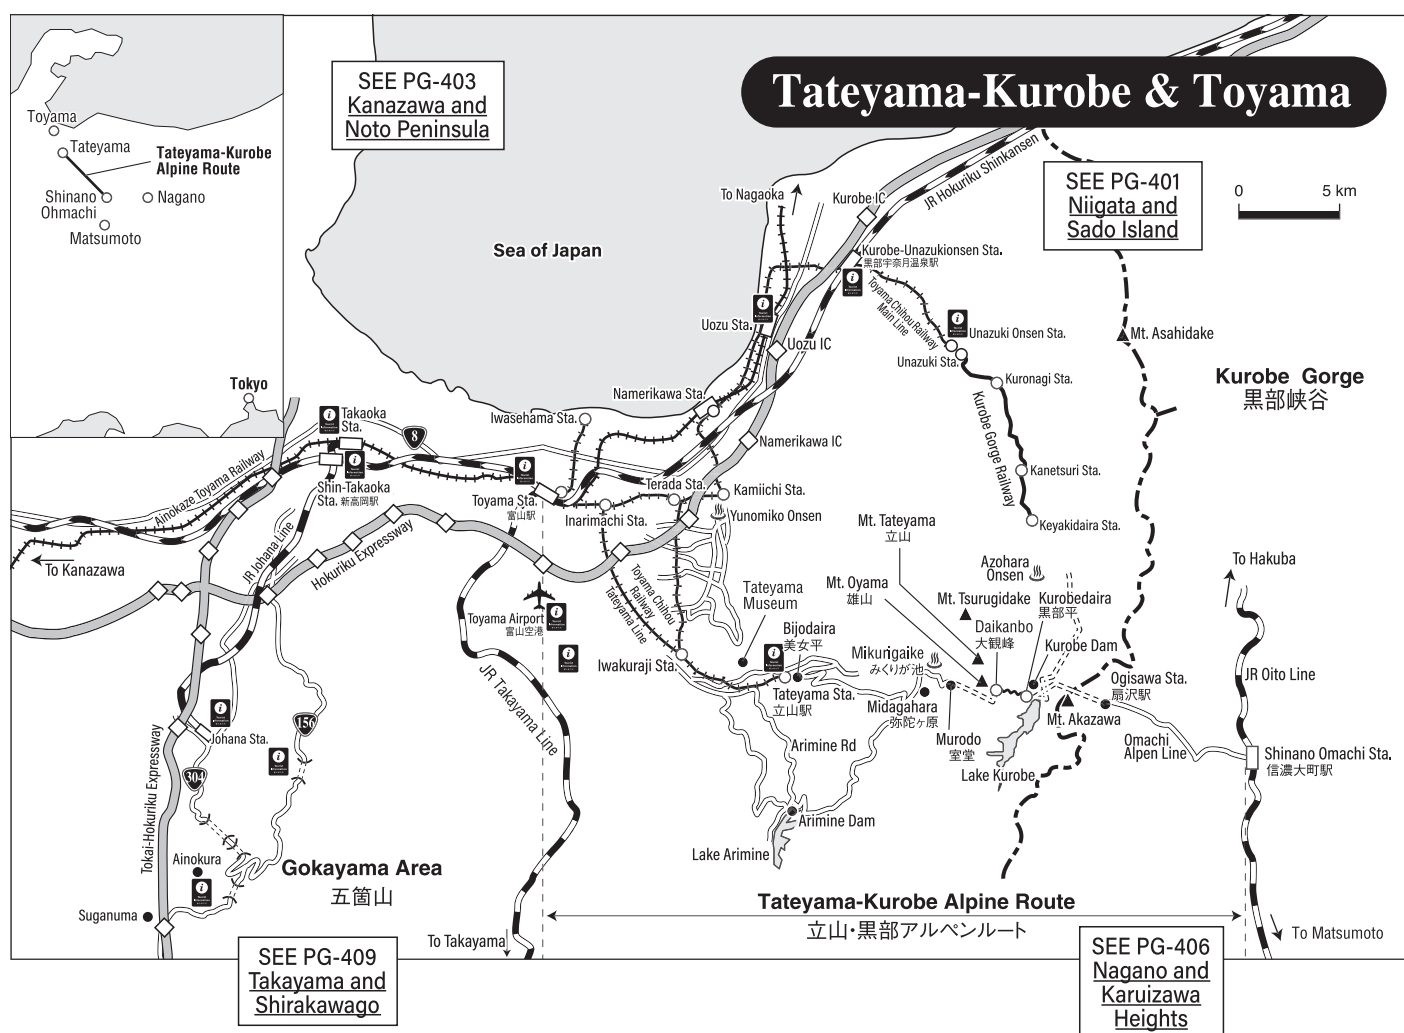 Tateyama-Kurobe & Toyama
SEE PG-403
Kanazawa and
Noto Peninsula
SEE PG-401
Niigata and
Sado Island
0 5 km
Toyama
Tateyama
Tateyama-Kurobe
Alpine Route
Shinano
Ohmachi
Nagano
Matsumoto
Tokyo
Sea of Japan
To Nagaoka
Kurobe IC
JR Hokuriku Shinkansen
Kurobe-Unazukionsen Sta.
黒部宇奈月温泉駅
Toyama Chihou Railway
Main Line
Uozu Sta.
Uozu IC
Unazuki Onsen Sta.
Unazuki Sta.
Mt. Asahidake
Kuronagi Sta.
Kurobe Gorge
黒部峡谷
Kurobe Gorge Railway
Kanetsuri Sta.
Keyakidaira Sta.
Namerikawa Sta.
Namerikawa IC
Iwasehama Sta.
Takaoka
Sta.
8
Ainokaze Toyama Railway
Shin-Takaoka
Sta. 新高岡駅
Toyama Sta.
富山駅
Inarimachi Sta.
Terada Sta.
Kamiichi Sta.
Yunomiko Onsen
To Kanazawa
JR Johana Line
Hokuriku Expressway
Toyama Airport
富山空港
Toyama Chihou
Railway
Tateyama Line
Tateyama
Museum
Mt. Tateyama
立山
Mt. Oyama
雄山
Azohara
Onsen
Mt. Tsurugidake
Kurobedaira
黒部平
Daikanbo
大観峰
Kurobe Dam
To Hakuba
Bijodaira
美女平
Mikurigaike
みくりが池
Iwakuraji Sta.
Tateyama Sta.
立山駅
Midagahara
弥陀ヶ原
Murodo
室堂
Ogisawa Sta.
扇沢駅
Mt. Akazawa
JR Oito Line
Omachi
Alpen Line
Shinano Omachi Sta.
信濃大町駅
Lake Kurobe
JR Takayama Line
Arimine Rd
Arimine Dam
Lake Arimine
156
Johana Sta.
304
Tokai-Hokuriku Expressway
Ainokura
Suganuma
Gokayama Area
五箇山
Tateyama-Kurobe Alpine Route
立山・黒部アルペンルート
To Takayama
To Matsumoto
SEE PG-409
Takayama and
Shirakawago
SEE PG-406
Nagano and
Karuizawa
Heights